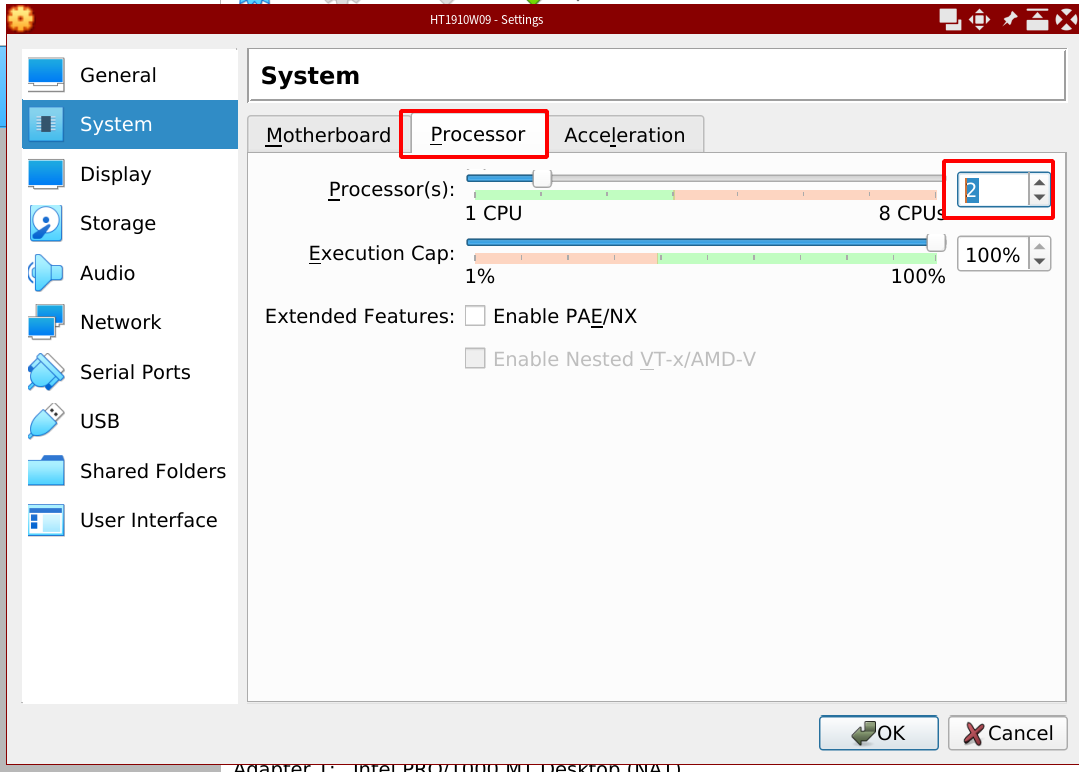 HT1910W09 - Settings
General
System
Display
Storage
Audio
Network
Serial Ports
USB
Shared Folders
User Interface
System
Motherboard Processor Acceleration
Processor(s): 2
1 CPU 8 CPUs
Execution Cap: 100%
1% 100%
Extended Features: Enable PAE/NX
Enable Nested VT-x/AMD-V
OK Cancel
Adapter 1: Intel PRO/1000 MT Desktop (NAT)